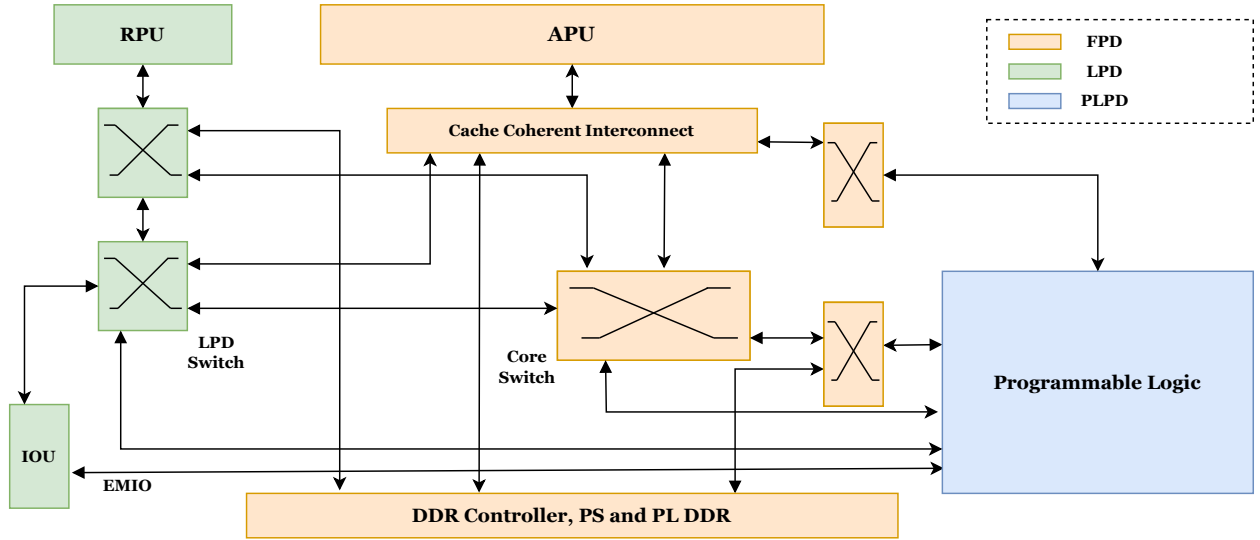 RPU
APU
FPD
LPD
PLPD
Cache Coherent Interconnect
LPD
Switch
Core
Switch
Programmable Logic
IOU
EMIO
DDR Controller, PS and PL DDR